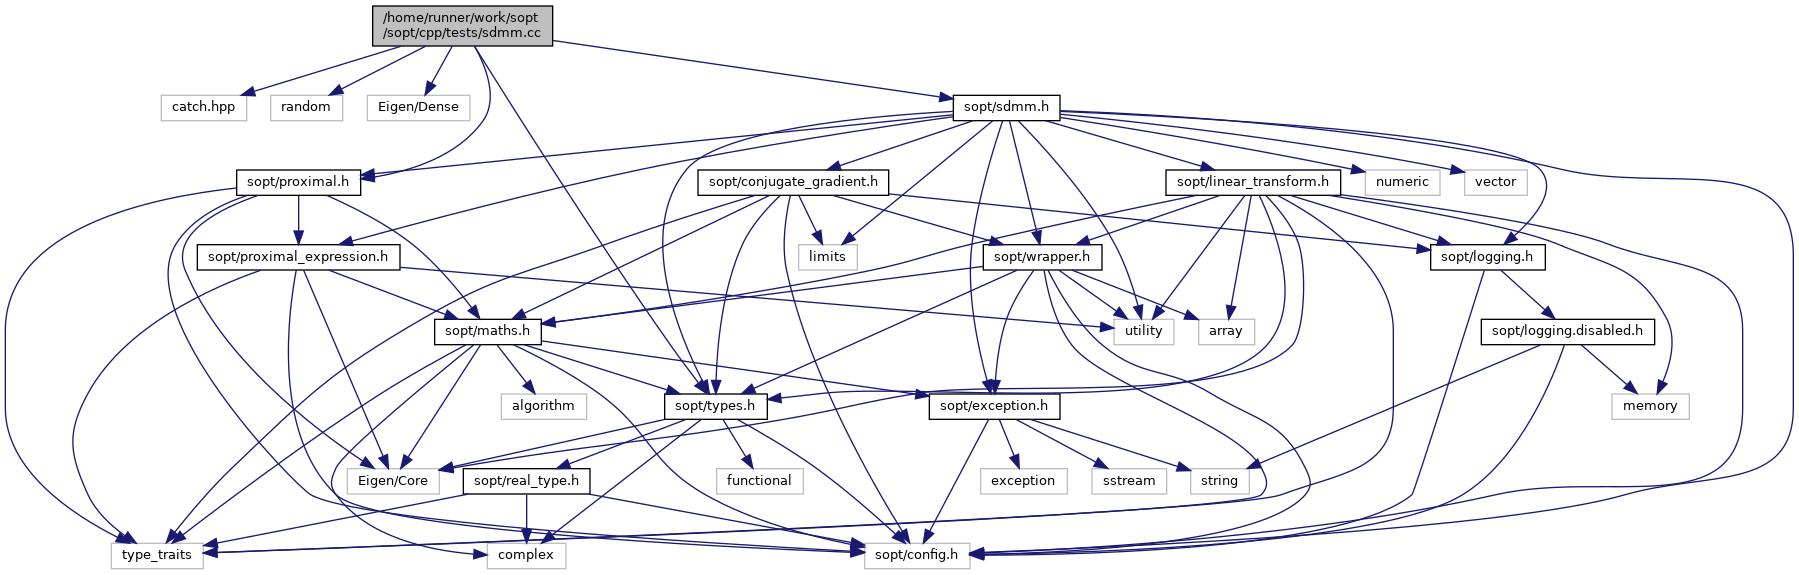 /home/runner/work/sopt
/sopt/cpp/tests/sdmm.cc
catch.hpp
random
Eigen/Dense
sopt/sdmm.h
sopt/proximal.h
sopt/conjugate_gradient.h
sopt/linear_transform.h
numeric
vector
sopt/proximal_expression.h
limits
sopt/wrapper.h
sopt/logging.h
sopt/maths.h
utility
array
sopt/logging.disabled.h
algorithm
sopt/types.h
sopt/exception.h
memory
Eigen/Core
sopt/real_type.h
functional
exception
sstream
string
type_traits
complex
sopt/config.h